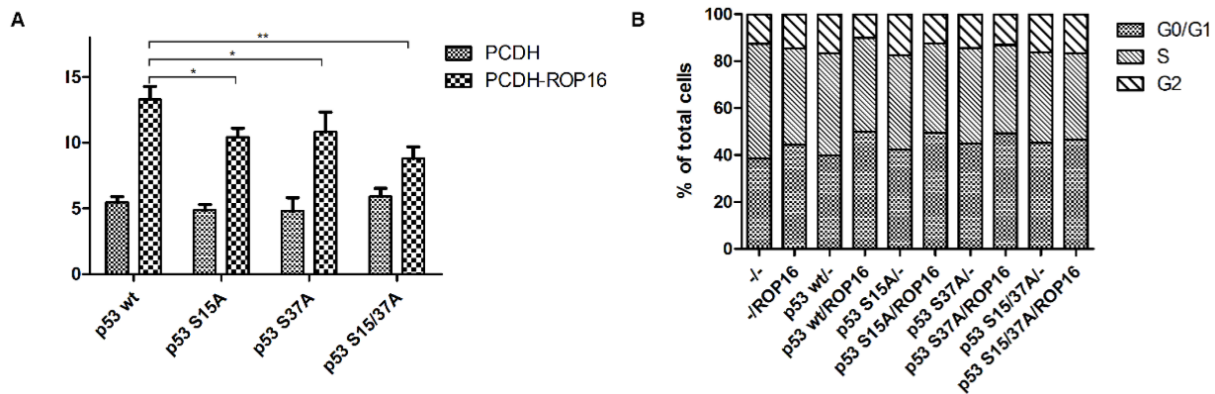 A
15
10
5
0
**
*
*
PCDH
PCDH-ROP16
p53 wt
p53 S15A
p53 S37A
p53 S15/37A
B
% of total cells
100
80
60
40
20
0
G0/G1
S
G2
-/-
-/ROP16
p53 wt/-
p53 wt/ROP16
p53 S15A/-
p53 S15A/ROP16
p53 S37A/-
p53 S37A/ROP16
p53 S15/37A/-
p53 S15/37A/ROP16